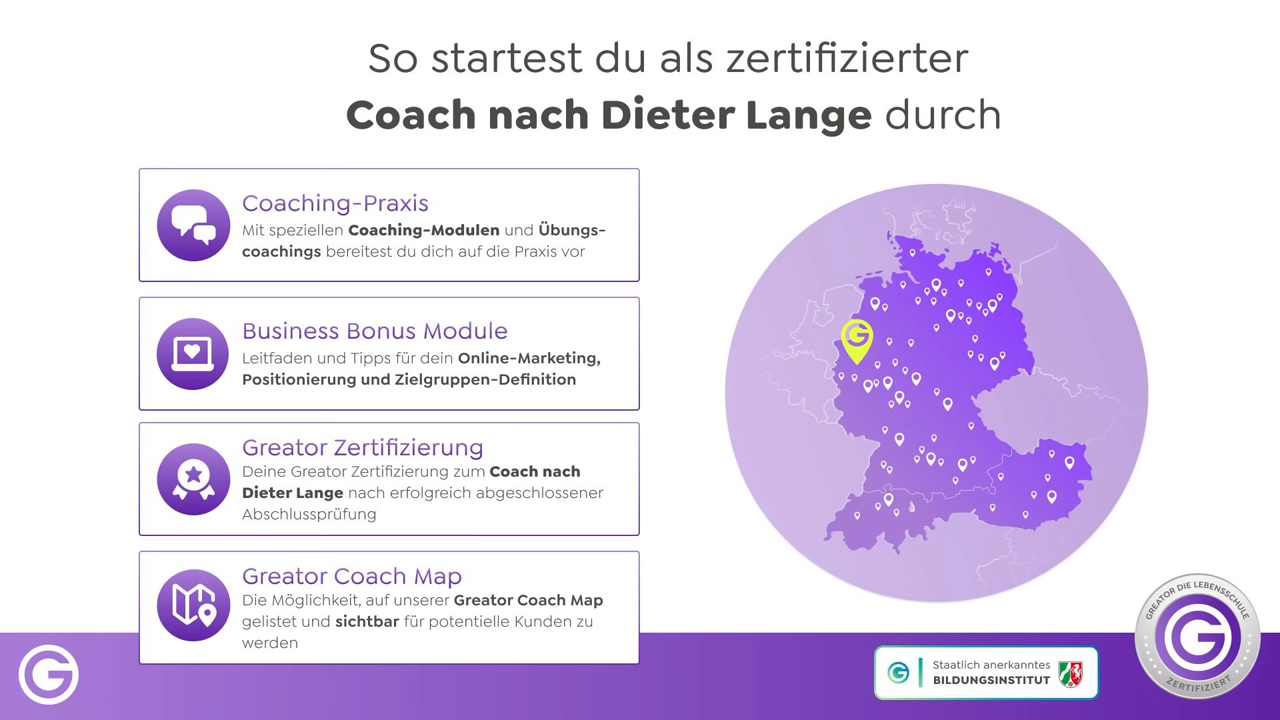 So startest du als zertifizierter
Coach nach Dieter Lange durch
Coaching-Praxis
Mit speziellen Coaching-Modulen und Übungs-
coachings bereitest du dich auf die Praxis vor
Business Bonus Module
Leitfaden und Tipps für dein Online-Marketing,
Positionierung und Zielgruppen-Definition
Greator Zertifizierung
Deine Greator Zertifizierung zum Coach nach
Dieter Lange nach erfolgreich abgeschlossener
Abschlussprüfung
Greator Coach Map
Die Möglichkeit, auf unserer Greator Coach Map
gelistet und sichtbar für potentielle Kunden zu
werden
Staatlich anerkanntes
BILDUNGSINSTITUT
GREATOR DIE LEBENSSCHULE
ZERTIFIZIERT